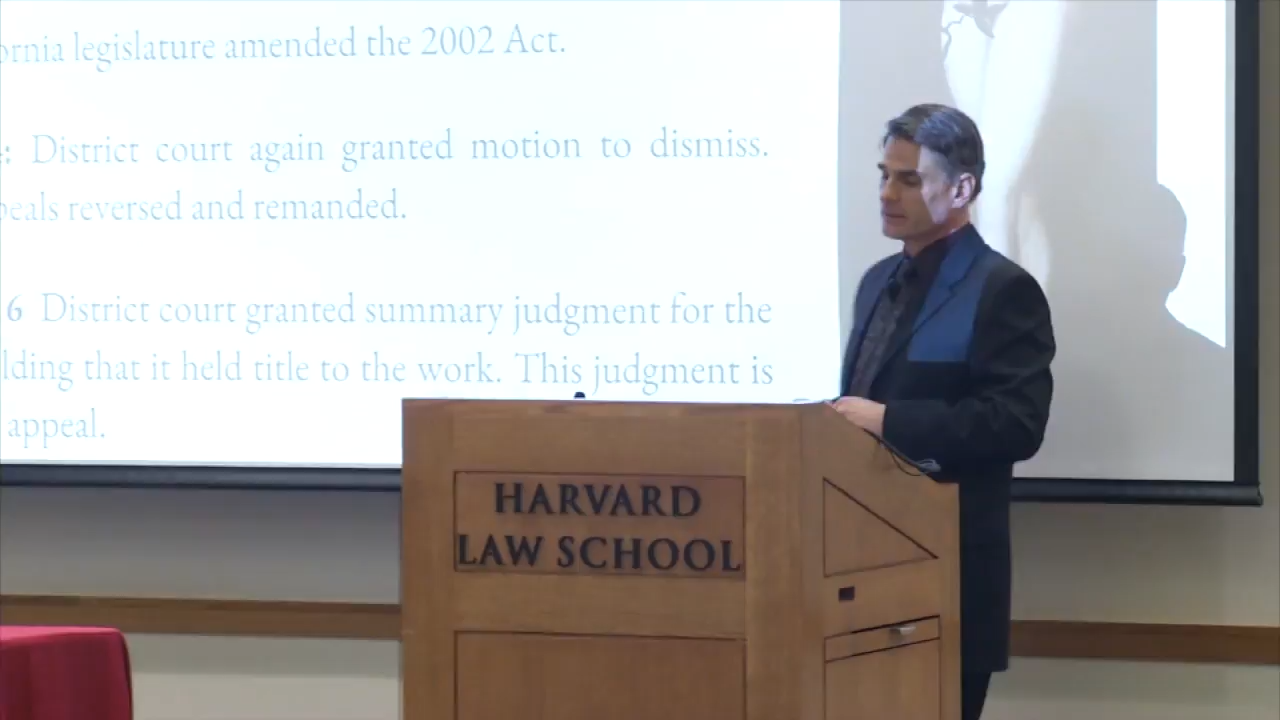 ornia legislature amended the 2002 Act.
: District court again granted motion to dismiss.
peals reversed and remanded.
6 District court granted summary judgment for the
lding that it held title to the work. This judgment is
appeal.
HARVARD
LAW SCHOOL